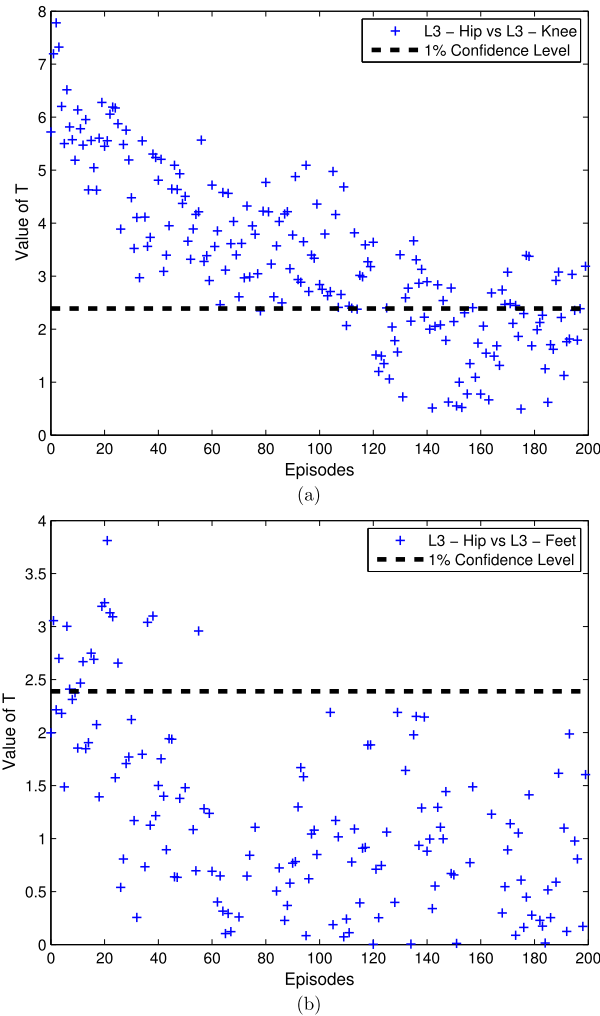 8
7
6
5
4
3
2
1
0
Value of T
L3 − Hip vs L3 − Knee
1% Confidence Level
0 20 40 60 80 100 120 140 160 180 200
Episodes
(a)
4
3.5
3
2.5
2
1.5
1
0.5
0
Value of T
L3 − Hip vs L3 − Feet
1% Confidence Level
0 20 40 60 80 100 120 140 160 180 200
Episodes
(b)